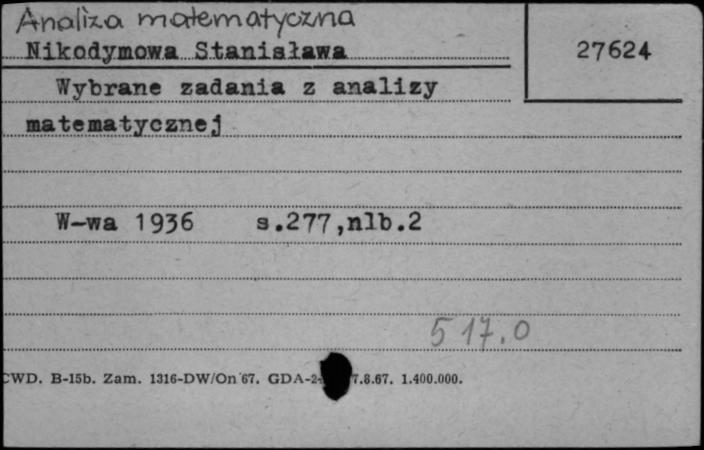 Analiza matematyczna
Nikodymowa Stanisława
27624
Wybrane zadania z analizy
matematycznej
W-wa 1936 s.277,nlb.2
517.0
CWD. B-15b. Zam. 1316-DW/On 67. GDA-2 7.8.67. 1.400.000.